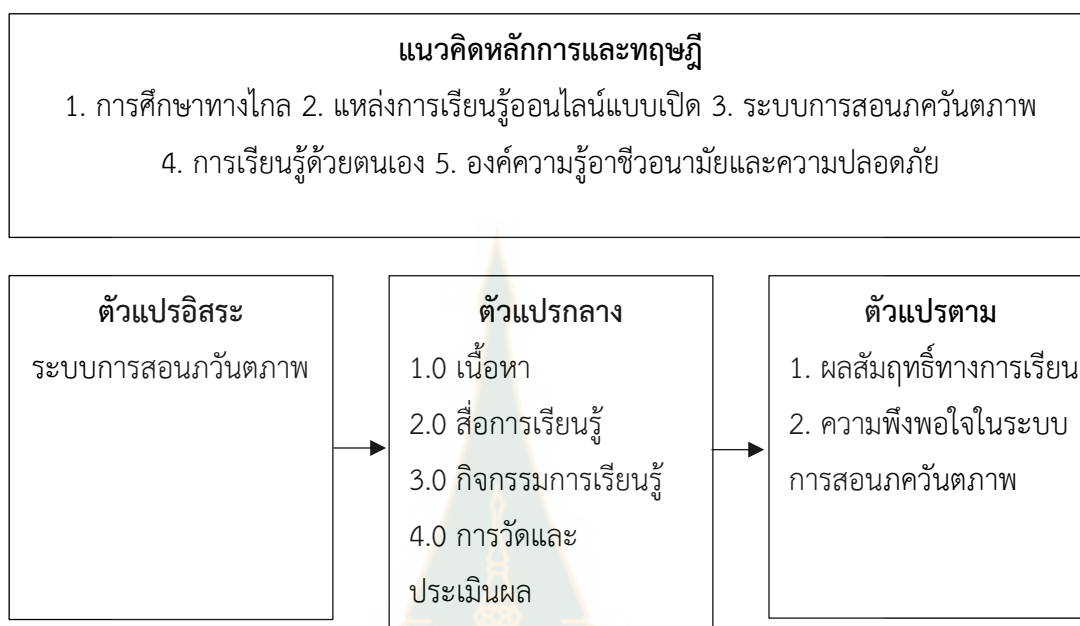 แนวคิดหลักการและทฤษฎี
1. การศึกษาทางไกล 2. แหล่งการเรียนรู้ออนไลน์แบบเปิด 3. ระบบการสอนภควันตภาพ
4. การเรียนรู้ด้วยตนเอง 5. องค์ความรู้อาชีวอนามัยและความปลอดภัย
ตัวแปรอิสระ
ระบบการสอนภวันตภาพ
ตัวแปรกลาง
1.0 เนื้อหา
2.0 สื่อการเรียนรู้
3.0 กิจกรรมการเรียนรู้
4.0 การวัดและ
ประเมินผล
ตัวแปรตาม
1. ผลสัมฤทธิ์ทางการเรียน
2. ความพึงพอใจในระบบ
การสอนภควันตภาพ